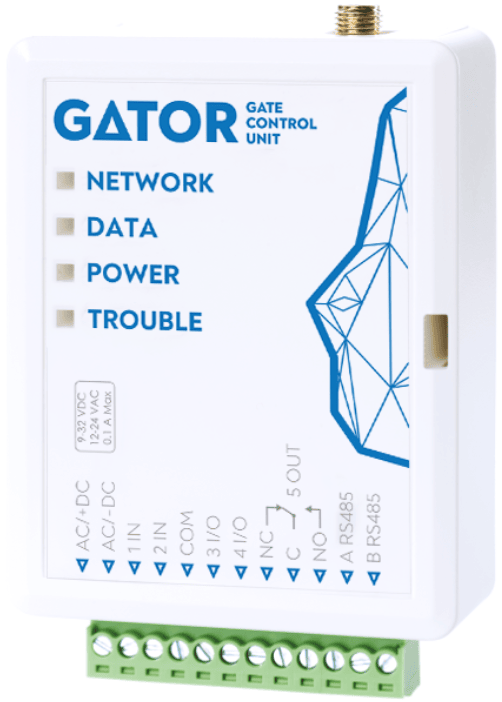 GATOR
GATE
CONTROL
UNIT
NETWORK
DATA
POWER
TROUBLE
9-32 VDC
12-24 VAC
0.1 A Max
AC/+DC
AC/-DC
1 IN
2 IN
COM
3 I/O
4 I/O
NC
C
NO
5 OUT
A RS485
B RS485